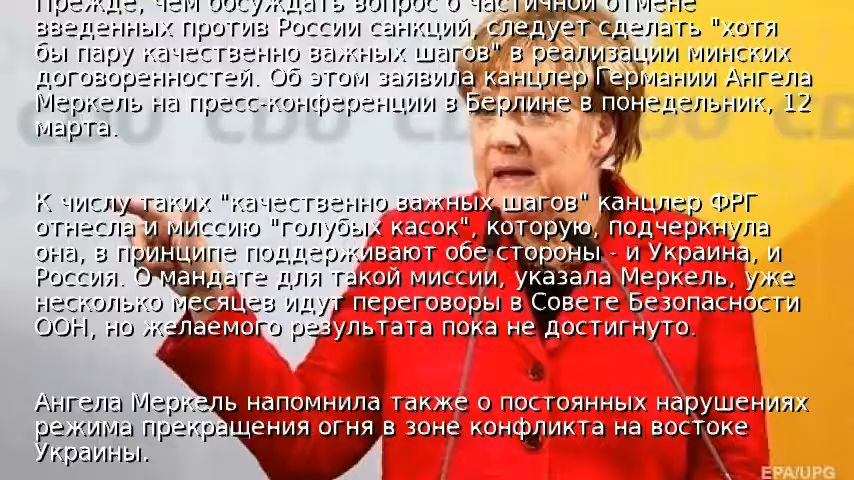 Прежде, чем обсуждать вопрос о частичной отмене
введенных против России санкций, следует сделать "хотя
бы пару качественно важных шагов" в реализации минских
договоренностей. Об этом заявила канцлер Германии Ангела
Меркель на пресс-конференции в Берлине в понедельник, 12
марта.
CDU CDU CDU
К числу таких "качественно важных шагов" канцлер ФРГ
отнесла и миссию "голубых касок", которую, подчеркнула
она, в принципе поддерживают обе стороны - и Украина, и
Россия. О мандате для такой миссии, указала Меркель, уже
несколько месяцев идут переговоры в Совете Безопасности
ООН, но желаемого результата пока не достигнуто.
Ангела Меркель напомнила также о постоянных нарушениях
режима прекращения огня в зоне конфликта на востоке
Украины.
EPA/UPG